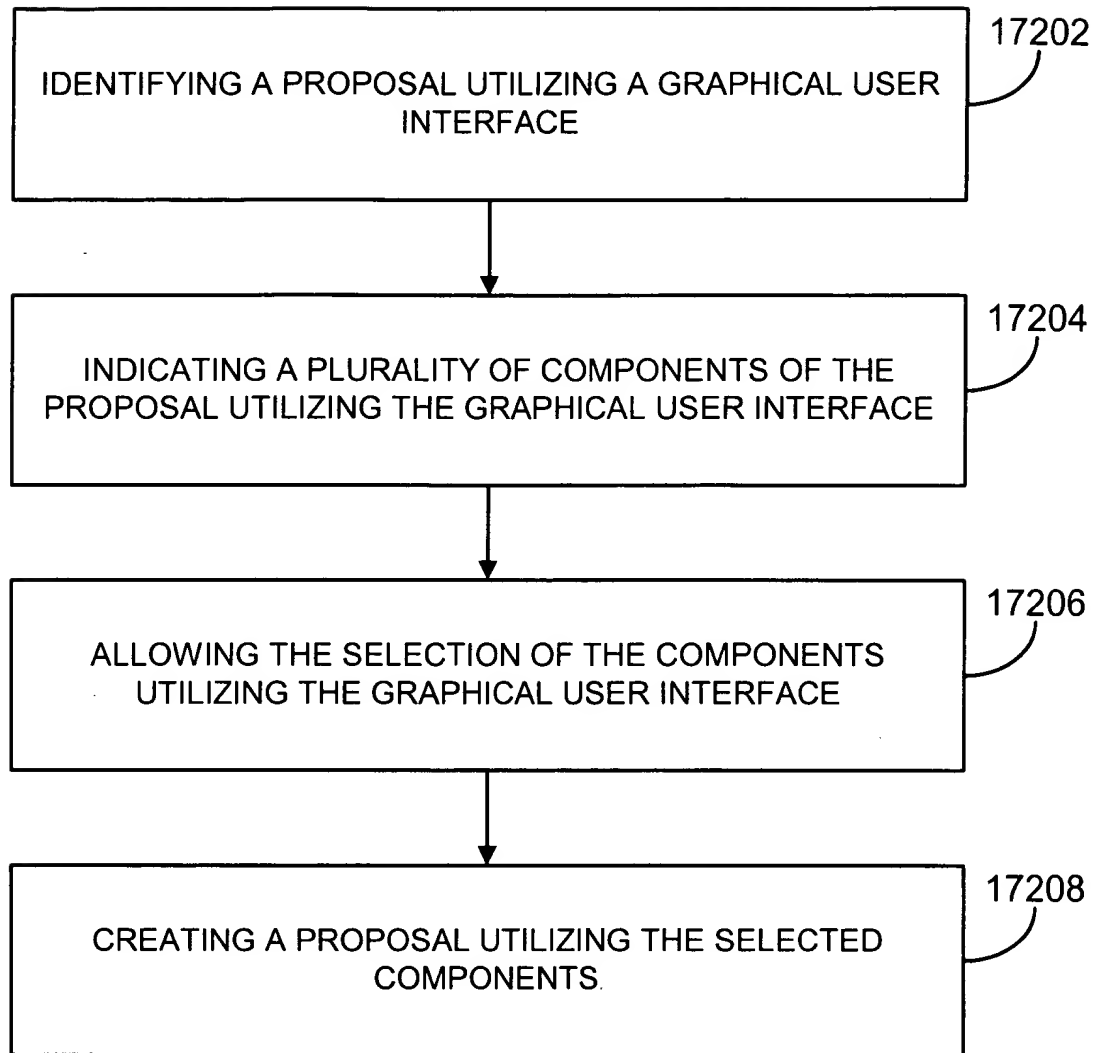 17202
IDENTIFYING A PROPOSAL UTILIZING A GRAPHICAL USER
INTERFACE
17204
INDICATING A PLURALITY OF COMPONENTS OF THE
PROPOSAL UTILIZING THE GRAPHICAL USER INTERFACE
17206
ALLOWING THE SELECTION OF THE COMPONENTS
UTILIZING THE GRAPHICAL USER INTERFACE
17208
CREATING A PROPOSAL UTILIZING THE SELECTED
COMPONENTS